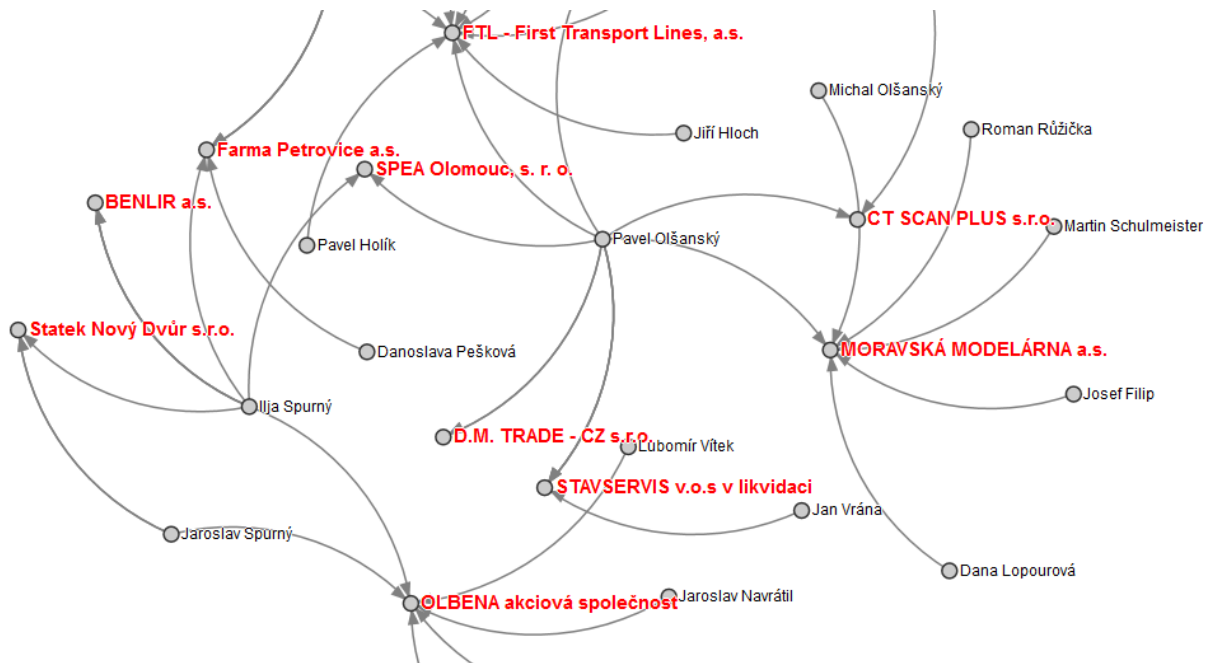 FTL - First Transport Lines, a.s.
Michal Olšanský
Jiří Hloch
Roman Růžička
Farma Petrovice a.s.
SPEA Olomouc, s. r. o.
BENLIR a.s.
CT SCAN PLUS s.r.o.
Martin Schulmeister
Pavel Holík
Pavel Olšanský
Statek Nový Dvůr s.r.o.
Danoslava Pešková
MORAVSKÁ MODELÁRNA a.s.
Josef Filip
Ilja Spurný
D.M. TRADE - CZ s.r.o.
Lubomír Vítek
STAVSERVIS v.o.s v likvidaci
Jan Vrána
Jaroslav Spurný
Dana Lopourová
OLBENA akciová společnost
Jaroslav Navrátil